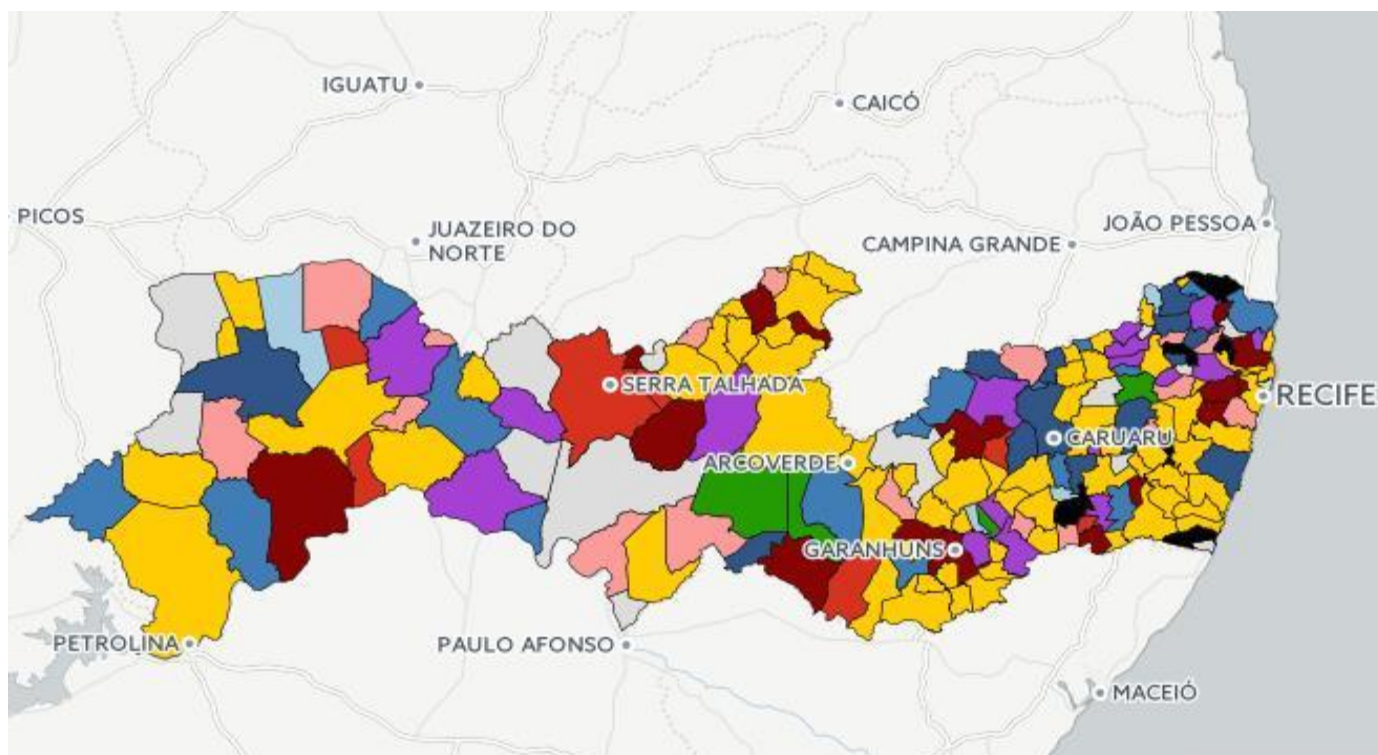 IGUATU
CAICÓ
PICOS
JUAZEIRO DO
NORTE
JOÃO PESSOA
CAMPINA GRANDE
SERRA TALHADA
RECIFE
CARUARU
ARCOVERDE
GARANHUNS
PETROLINA
PAULO AFONSO
MACEIÓ